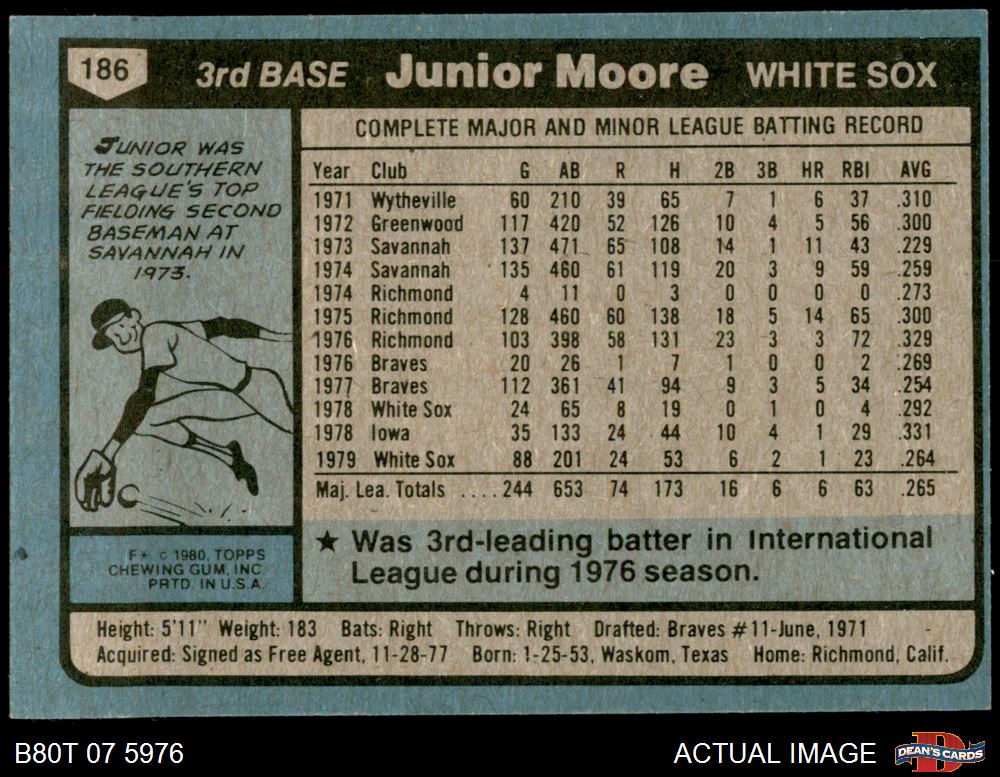 186 3rd BASE Junior Moore WHITE SOX
JUNIOR WAS
THE SOUTHERN
LEAGUE'S TOP
FIELDING SECOND
BASEMAN AT
SAVANNAH IN
1973.
F✶ © 1980, TOPPS
CHEWING GUM, INC.
PRTD. IN U.S.A.
COMPLETE MAJOR AND MINOR LEAGUE BATTING RECORD
Year Club G AB R H 2B 3B HR RBI AVG
1971 Wytheville 60 210 39 65 7 1 6 37 .310
1972 Greenwood 117 420 52 126 10 4 5 56 .300
1973 Savannah 137 471 65 108 14 1 11 43 .229
1974 Savannah 135 460 61 119 20 3 9 59 .259
1974 Richmond 4 11 0 3 0 0 0 0 .273
1975 Richmond 128 460 60 138 18 5 14 65 .300
1976 Richmond 103 398 58 131 23 3 3 72 .329
1976 Braves 20 26 1 7 1 0 0 2 .269
1977 Braves 112 361 41 94 9 3 5 34 .254
1978 White Sox 24 65 8 19 0 1 0 4 .292
1978 Iowa 35 133 24 44 10 4 1 29 .331
1979 White Sox 88 201 24 53 6 2 1 23 .264
Maj. Lea. Totals ....244 653 74 173 16 6 6 63 .265
★ Was 3rd-leading batter in International
League during 1976 season.
Height: 5'11" Weight: 183 Bats: Right Throws: Right Drafted: Braves #11-June, 1971
Acquired: Signed as Free Agent, 11-28-77 Born: 1-25-53, Waskom, Texas Home: Richmond, Calif.
B80T 07 5976 ACTUAL IMAGE DEAN'S CARDS